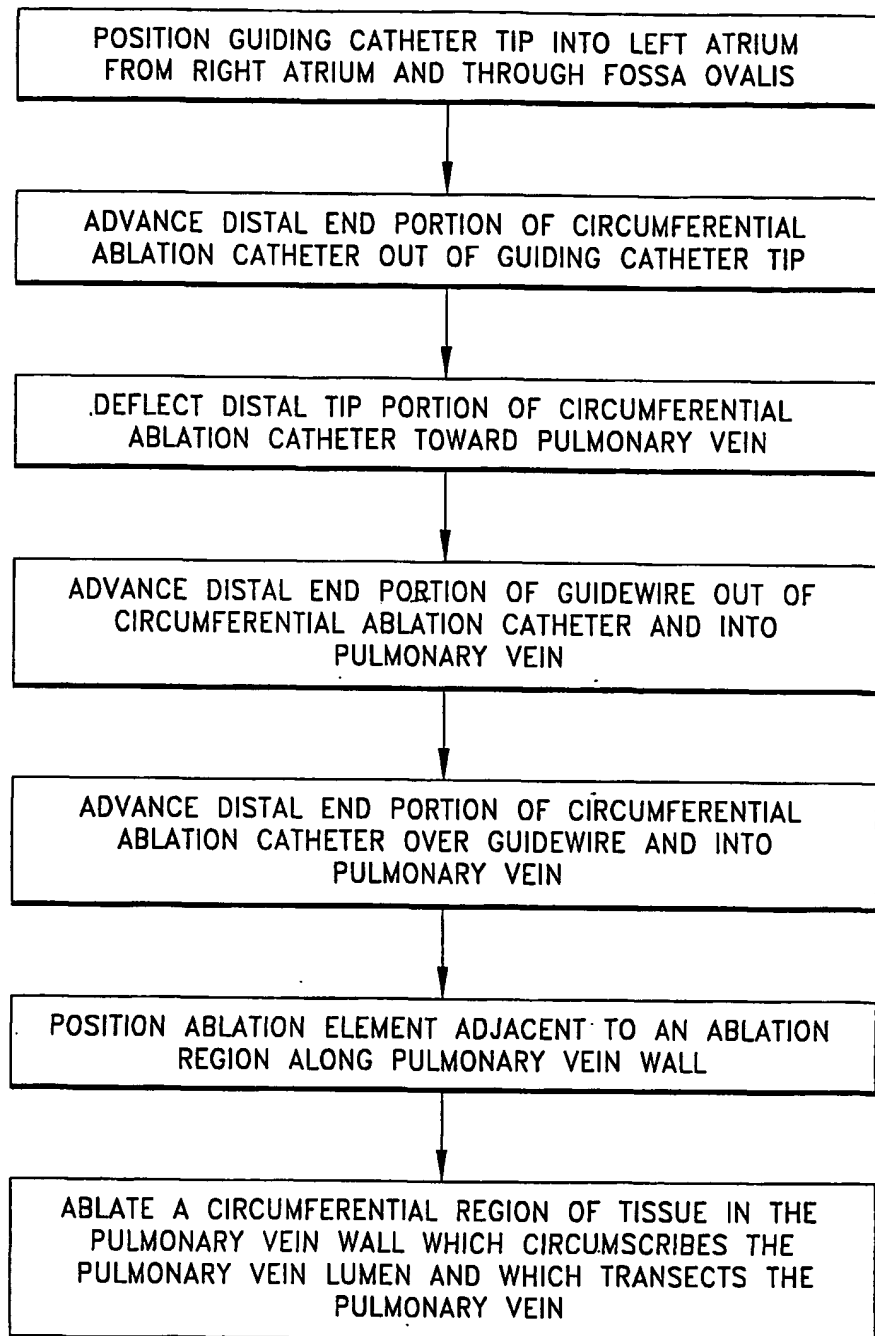 POSITION GUIDING CATHETER TIP INTO LEFT ATRIUM
FROM RIGHT ATRIUM AND THROUGH FOSSA OVALIS
ADVANCE DISTAL END PORTION OF CIRCUMFERENTIAL
ABLATION CATHETER OUT OF GUIDING CATHETER TIP
DEFLECT DISTAL TIP PORTION OF CIRCUMFERENTIAL
ABLATION CATHETER TOWARD PULMONARY VEIN
ADVANCE DISTAL END PORTION OF GUIDEWIRE OUT OF
CIRCUMFERENTIAL ABLATION CATHETER AND INTO
PULMONARY VEIN
ADVANCE DISTAL END PORTION OF CIRCUMFERENTIAL
ABLATION CATHETER OVER GUIDEWIRE AND INTO
PULMONARY VEIN
POSITION ABLATION ELEMENT ADJACENT TO AN ABLATION
REGION ALONG PULMONARY VEIN WALL
ABLATE A CIRCUMFERENTIAL REGION OF TISSUE IN THE
PULMONARY VEIN WALL WHICH CIRCUMSCRIBES THE
PULMONARY VEIN LUMEN AND WHICH TRANSECTS THE
PULMONARY VEIN